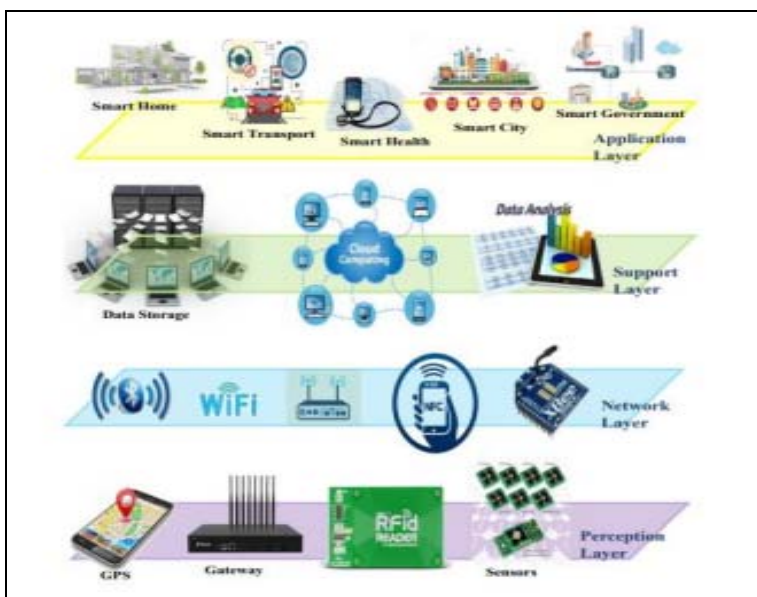 Smart Home
Smart Transport
Smart Health
Smart City
Smart Government
Application
Layer
Data Storage
Cloud
Computing
Data Analysis
Support
Layer
WiFi
NFC
Network
Layer
GPS
Gateway
RFid
READER
Sensors
Perception
Layer